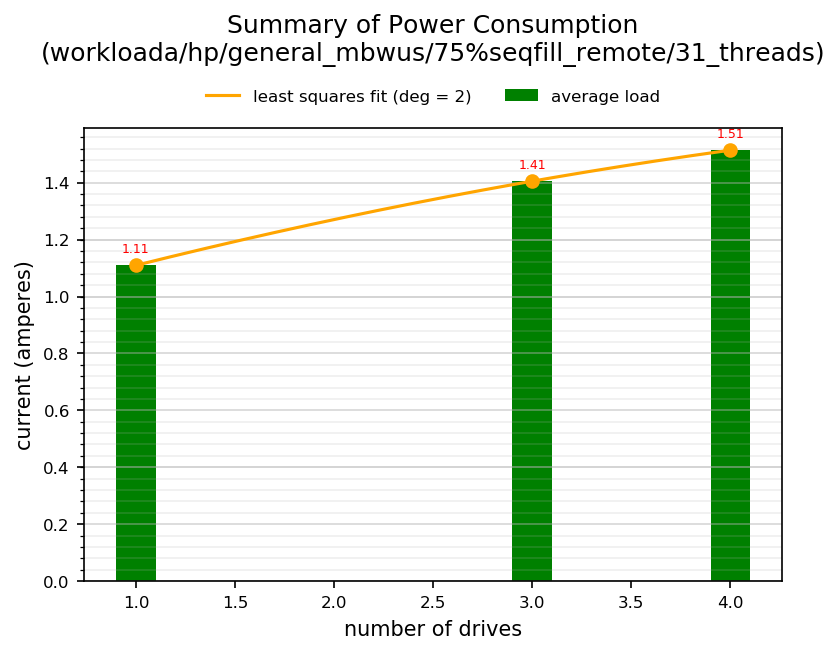 Summary of Power Consumption
(workloada/hp/general_mbwus/75%seqfill_remote/31_threads)
least squares fit (deg = 2)
average load
1.51
1.41
1.11
1.4
1.2
1.0
0.8
0.6
0.4
0.2
0.0
current (amperes)
1.0 1.5 2.0 2.5 3.0 3.5 4.0
number of drives